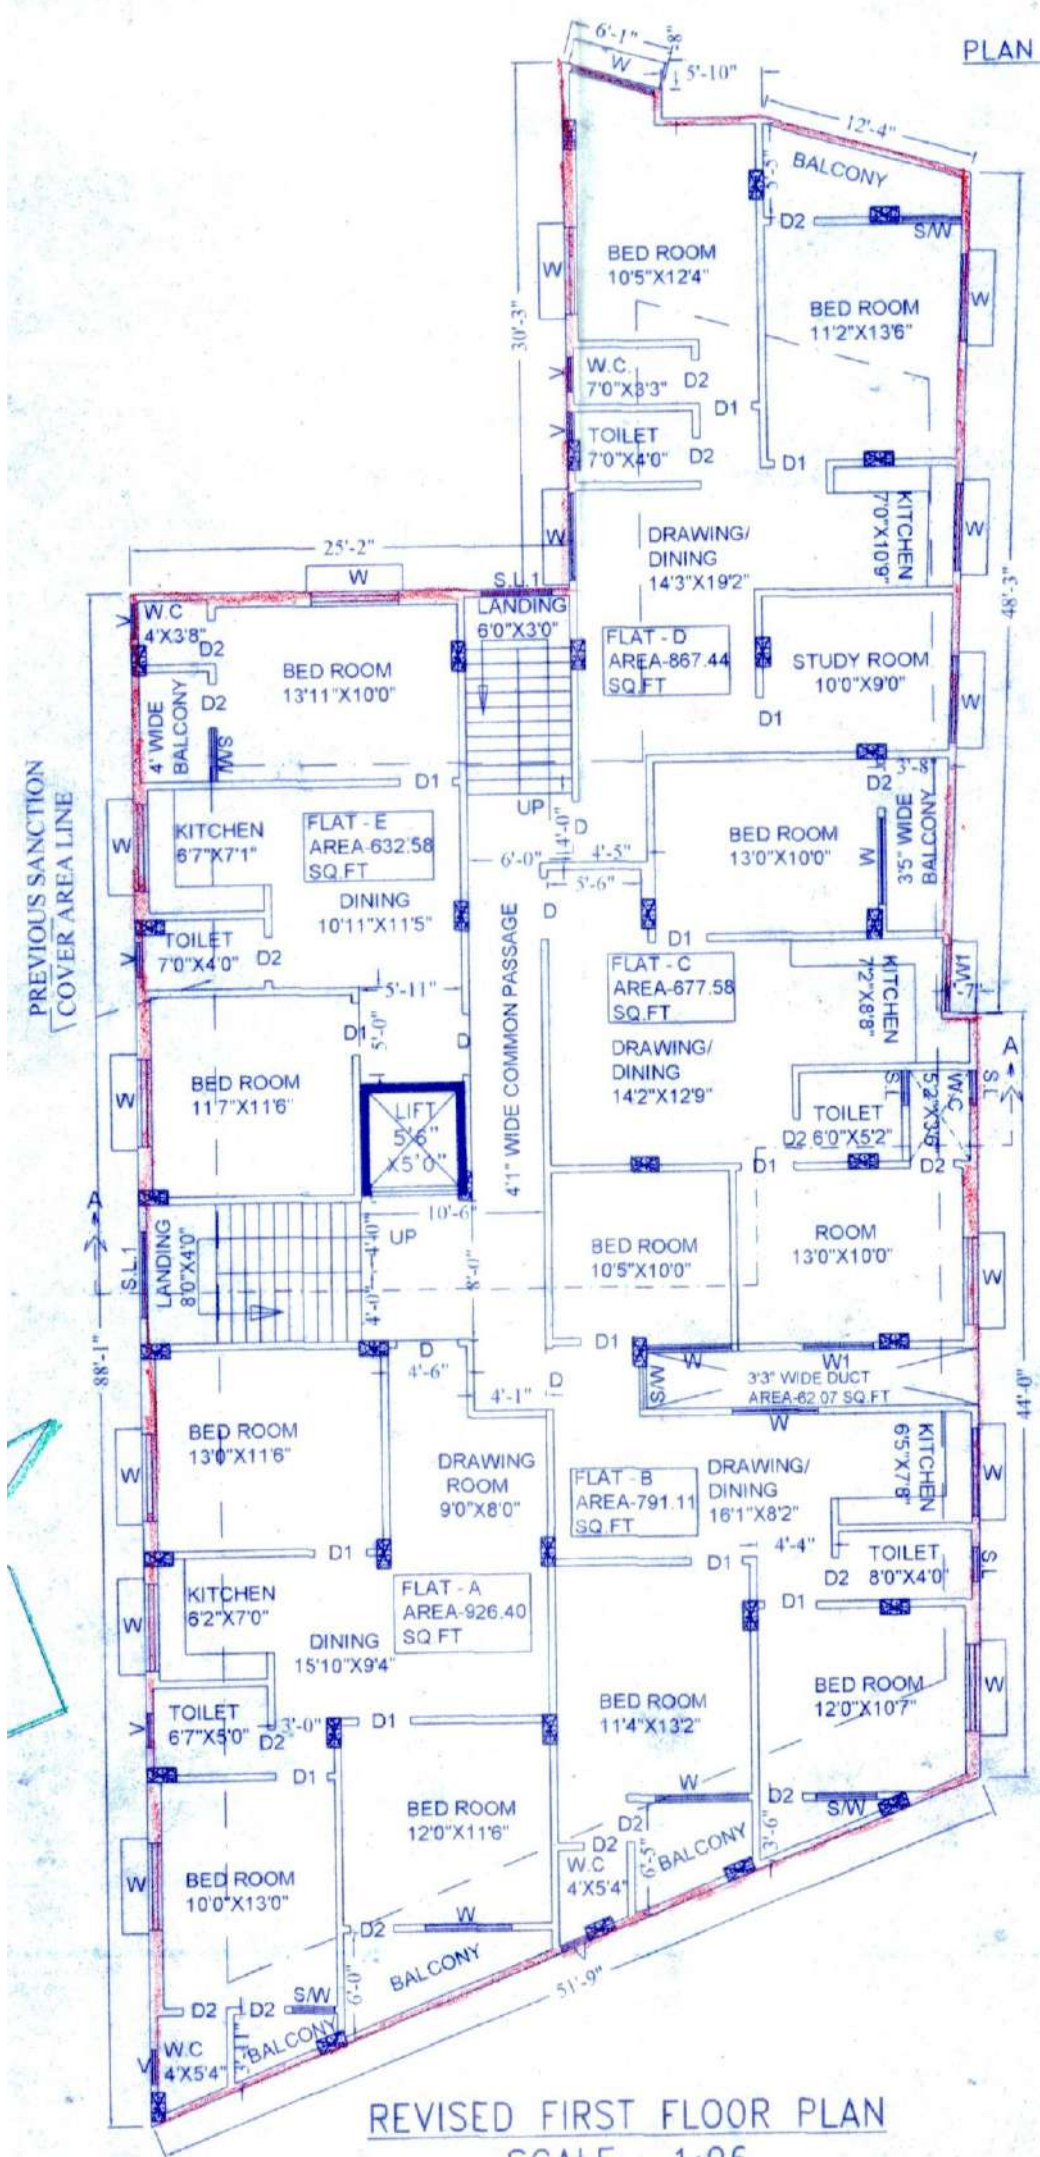 PLAN
6'-1"
W
5'-10"
12'-4"
5'-5"
BALCONY
D2
S/W
BED ROOM
10'5"X12'4"
W
BED ROOM
11'2"X13'6"
W
30'-3"
W.C.
7'0"X3'3"
D2
V
D1
TOILET
7'0"X4'0"
D2
V
D1
W
KITCHEN
7'0"X10'9"
W
DRAWING/
DINING
14'3"X19'2"
48'-3"
25'-2"
W
S.L.1
LANDING
6'0"X3'0"
V
W.C
4'X3'8"
D2
FLAT - D
AREA-867.44
SQ.FT
BED ROOM
13'11"X10'0"
STUDY ROOM
10'0"X9'0"
D1
W
D2
4' WIDE
BALCONY
S/W
D1
UP
D
3'-8"
D2
3'5" WIDE
BALCONY
PREVIOUS SANCTION
COVER AREA LINE
W
KITCHEN
6'7"X7'1"
FLAT - E
AREA-632.58
SQ.FT
6'-0"
4'-0"
4'-5"
5'-6"
BED ROOM
13'0"X10'0"
W
DINING
10'11"X11'5"
D
D1
V
TOILET
7'0"X4'0"
D2
5'-11"
4'1" WIDE COMMON PASSAGE
FLAT - C
AREA-677.58
SQ.FT
KITCHEN
7'2"X8'8"
D1
5'-0"
D
DRAWING/
DINING
14'2"X12'9"
A
W
BED ROOM
11'7"X11'6"
LIFT
5'-6"
X5'0"
TOILET
6'0"X5'2"
D2
S.L
W.C
5'2"X3'6"
S.L
D1
D2
A
10'-6"
UP
4'-0"
4'-0"
8'-0"
S.L.1
LANDING
8'0"X4'0"
BED ROOM
10'5"X10'0"
ROOM
13'0"X10'0"
W
D1
88'-1"
D
4'-6"
D
4'-1"
W
W1
S/W
3'3" WIDE DUCT
AREA-62.07 SQ.FT
W
44'-0"
W
BED ROOM
13'0"X11'6"
DRAWING
ROOM
9'0"X8'0"
FLAT - B
AREA-791.11
SQ.FT
DRAWING/
DINING
16'1"X8'2"
KITCHEN
6'5"X7'8"
W
D1
D1
4'-4"
TOILET
8'0"X4'0"
D2
S.L
D1
W
KITCHEN
6'2"X7'0"
FLAT - A
AREA-926.40
SQ.FT
DINING
15'10"X9'4"
BED ROOM
11'4"X13'2"
BED ROOM
12'0"X10'7"
W
V
TOILET
6'7"X5'0"
D2
3'-0"
D1
D1
W
D2
S/W
BED ROOM
12'0"X11'6"
D2
D2
W.C
4'X5'4"
6'-5"
BALCONY
3'-6"
W
BED ROOM
10'0"X13'0"
D2
W
BALCONY
6'-0"
51'-9"
D2
D2
S/W
V
W.C
4'X5'4"
3'-11"
BALCONY
REVISED FIRST FLOOR PLAN